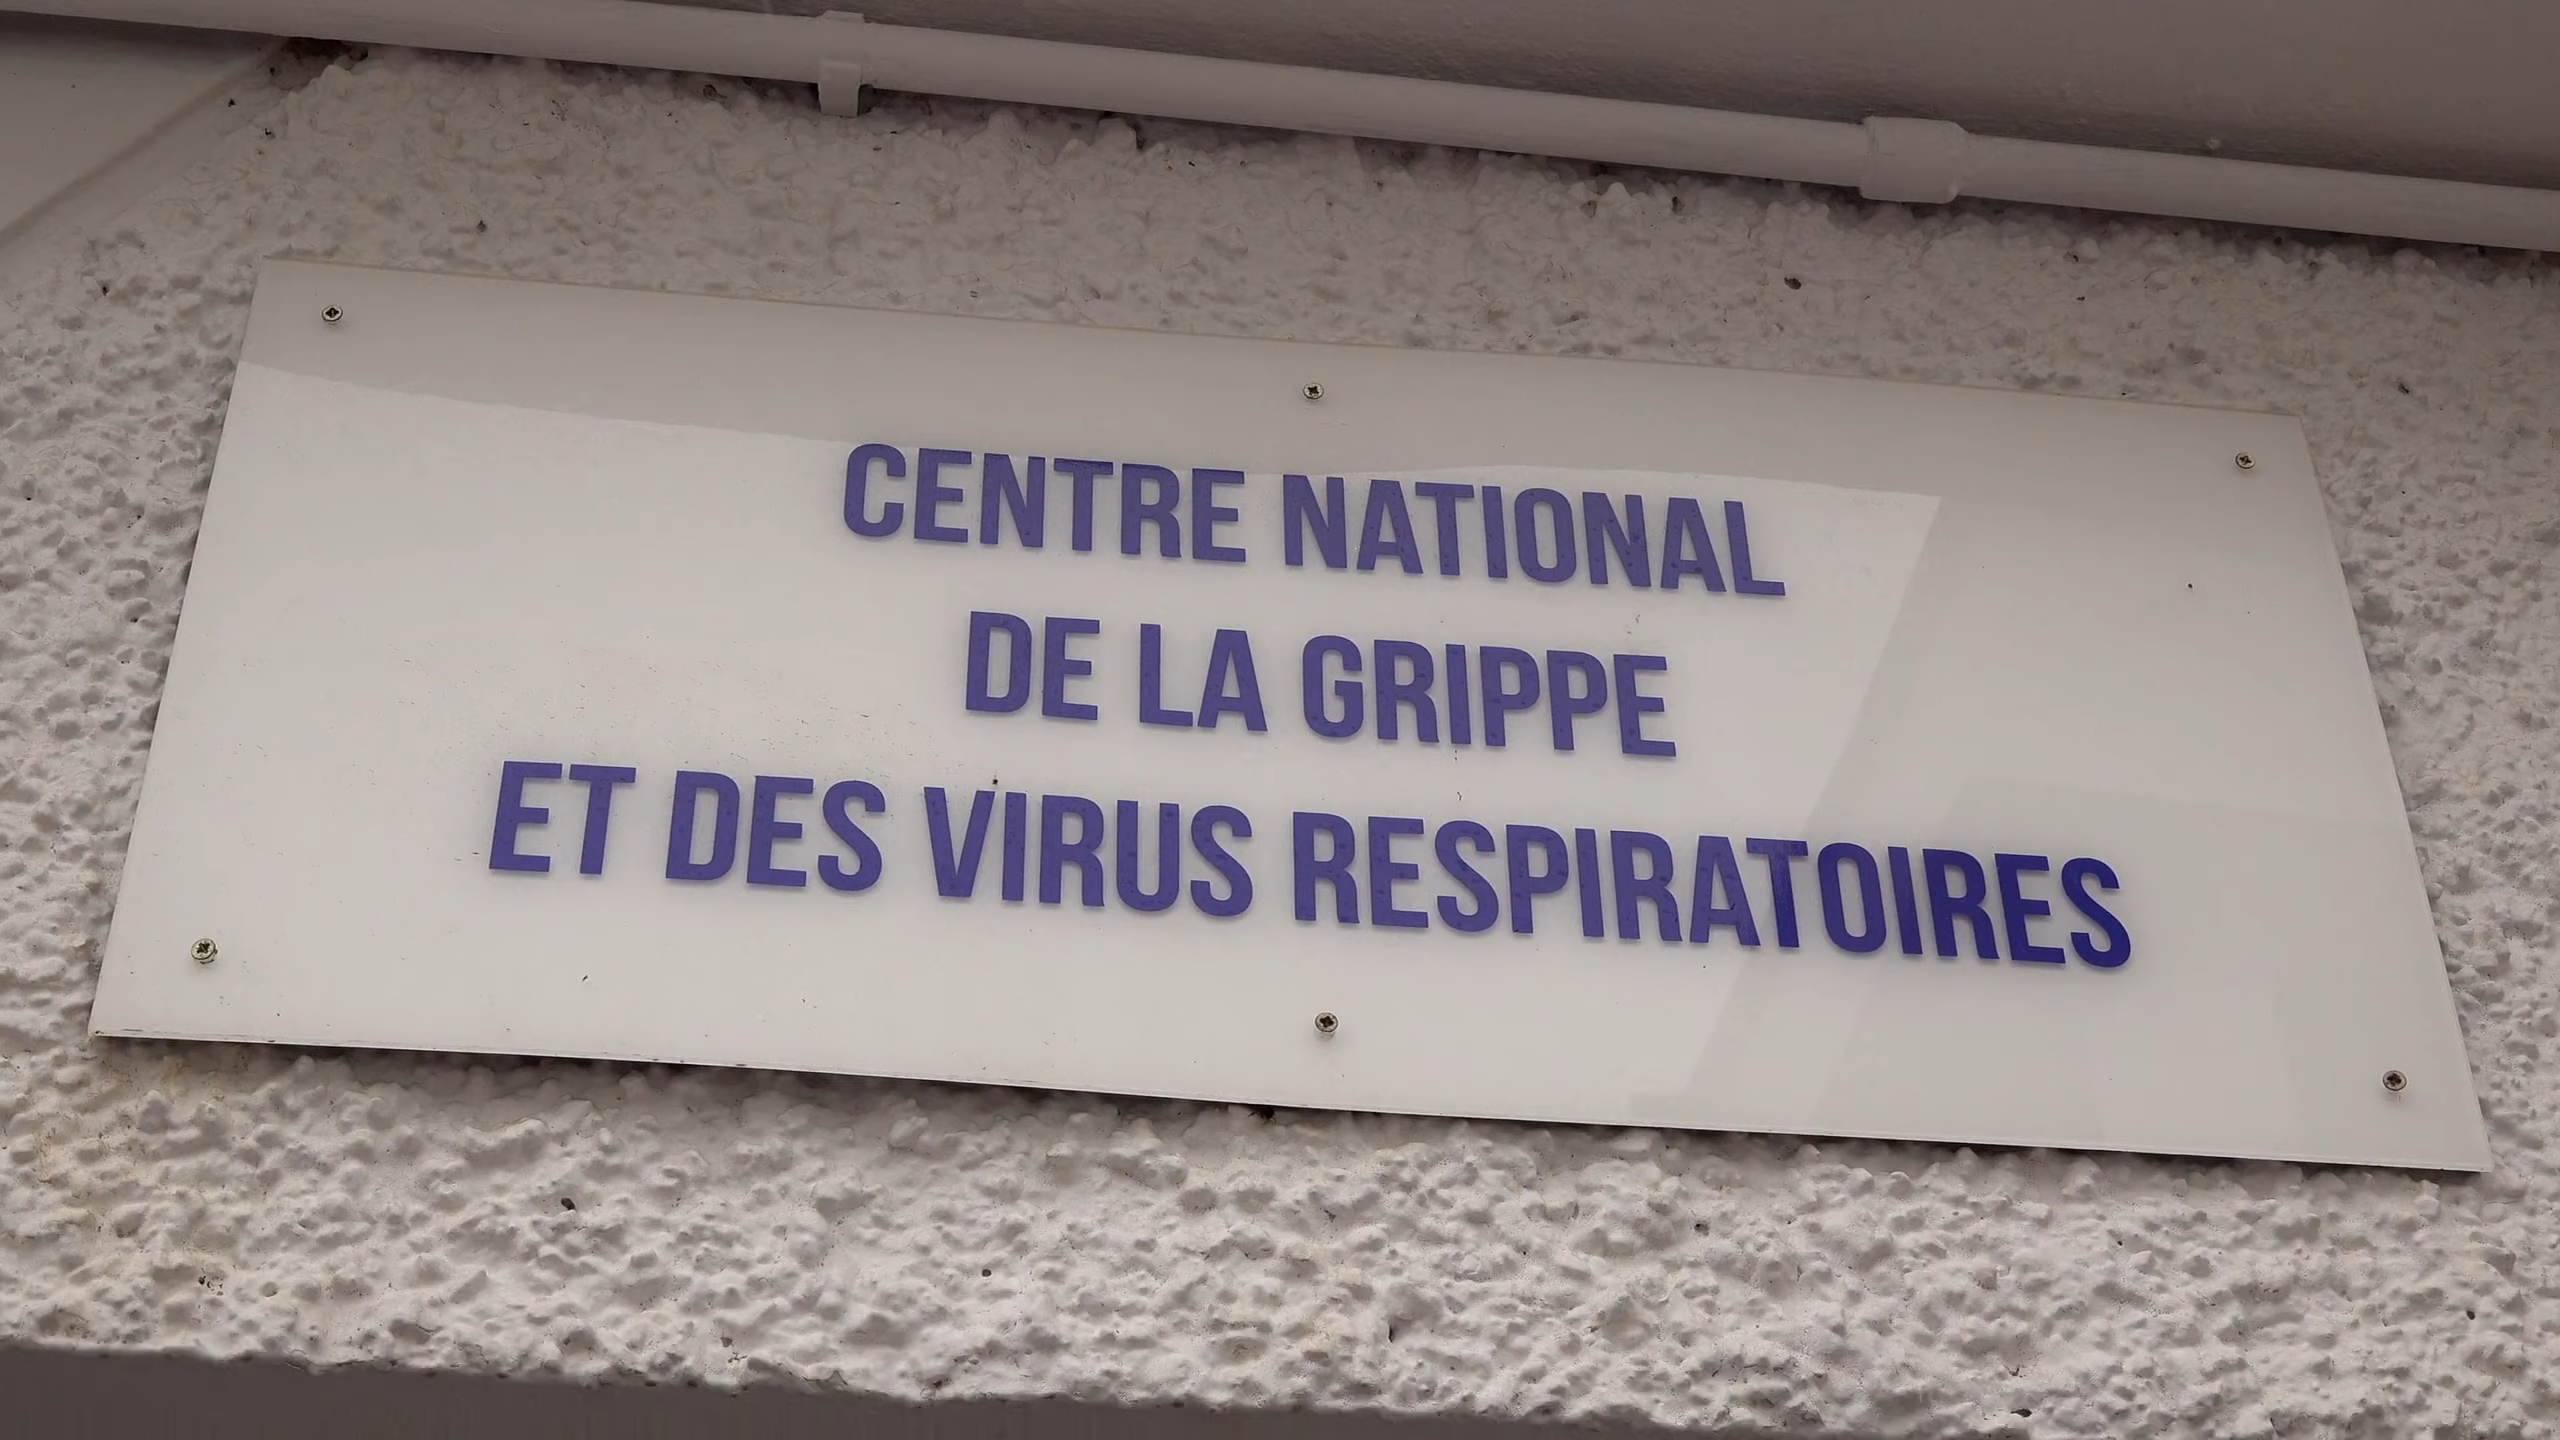 CENTRE NATIONAL
DE LA GRIPPE
ET DES VIRUS RESPIRATOIRES